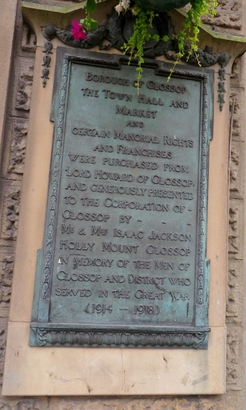 BOROUGH OF GLOSSOP
THE TOWN HALL AND
MARKET
AND
CERTAIN MANORIAL RIGHTS
AND FRANCHISES
WERE PURCHASED FROM
LORD HOWARD OF GLOSSOP
AND GENEROUSLY PRESENTED
TO THE CORPORATION OF
GLOSSOP BY -
MR & MRS ISAAC JACKSON
HOLLY MOUNT GLOSSOP
IN MEMORY OF THE MEN OF
GLOSSOP AND DISTRICT WHO
SERVED IN THE GREAT WAR
(1914 - 1918)